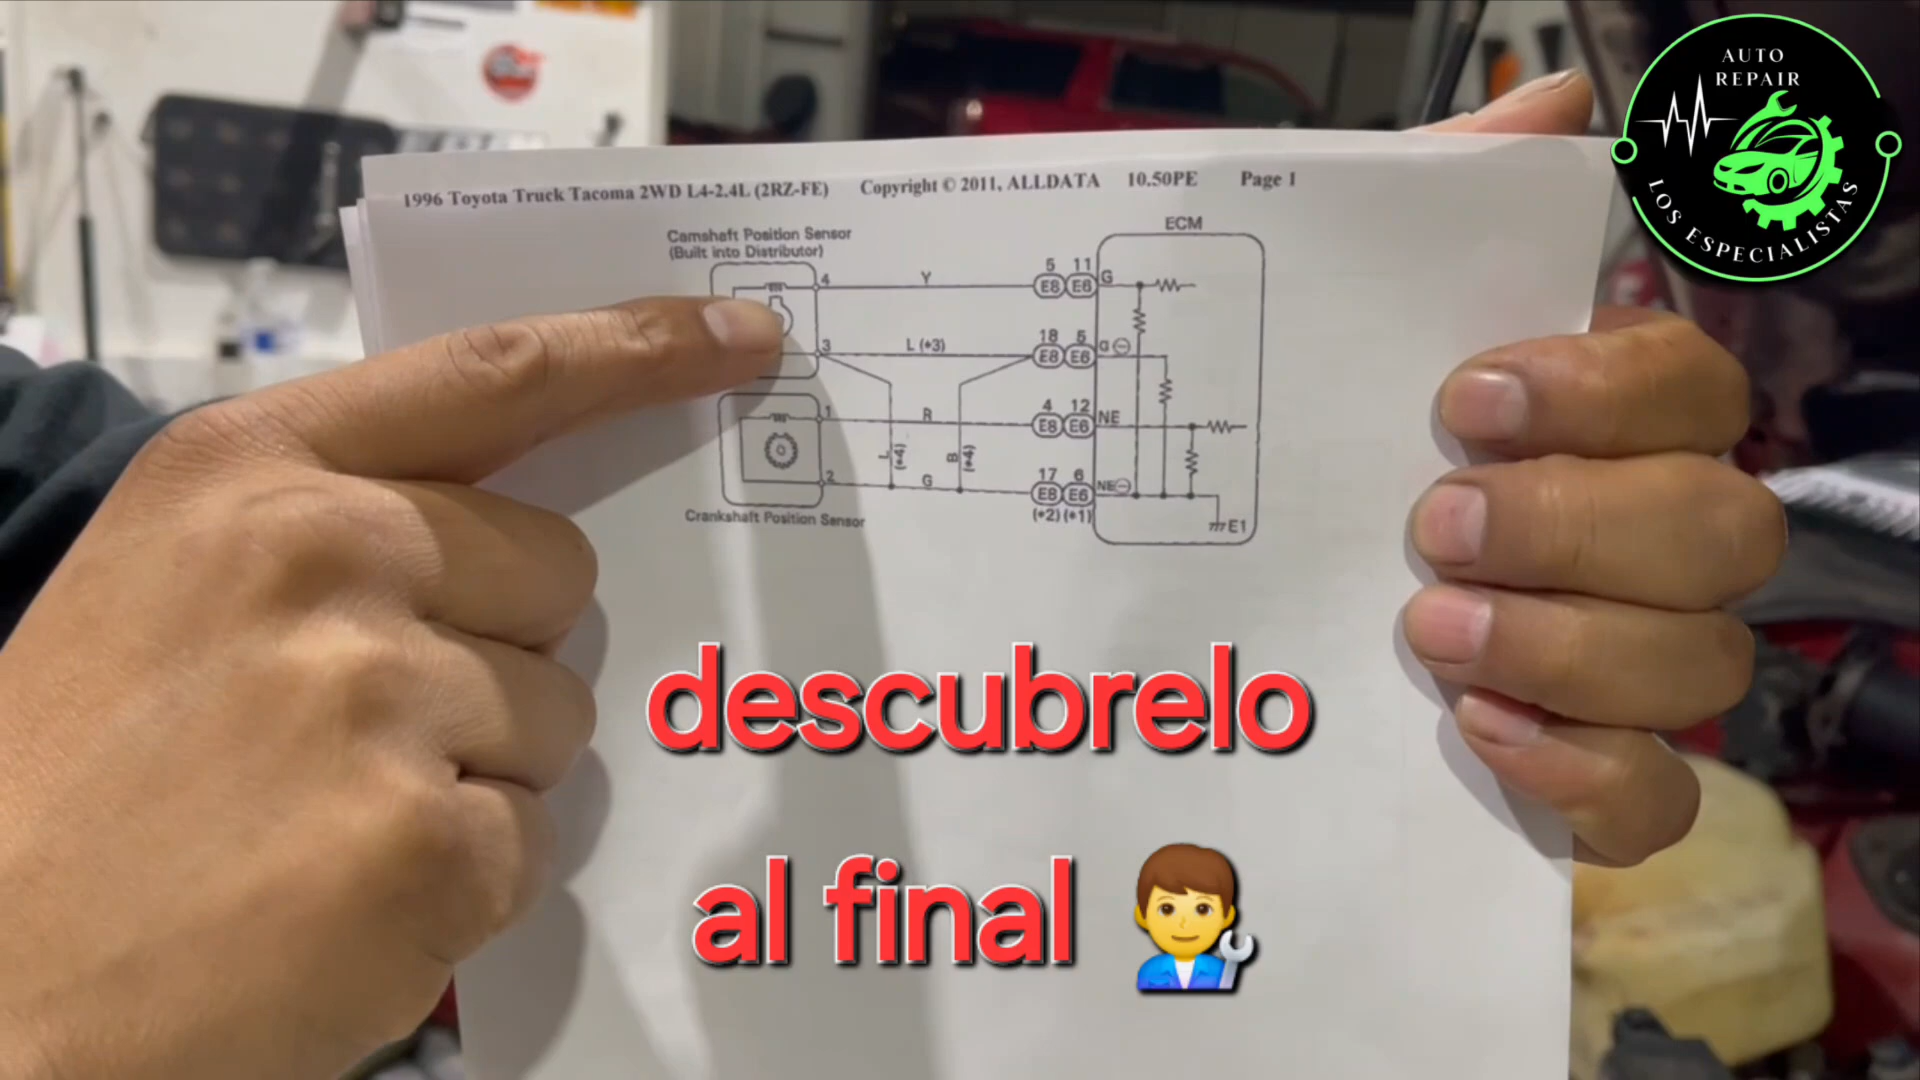 AUTO
REPAIR
LOS ESPECIALISTAS
1996 Toyota Truck Tacoma 2WD L4-2.4L (2RZ-FE) Copyright © 2011, ALLDATA 10.50PE Page 1
Camshaft Position Sensor
(Built into Distributor)
ECM
4 Y 5 11
E8 E6 G
3 L (*3) 18 5
E8 E6 G⊖
1 R 4 12
E8 E6 NE
L (*4) B (*4)
2 G 17 6
E8 E6 NE⊖
(*2) (*1)
E1
Crankshaft Position Sensor
descubrelo
al final